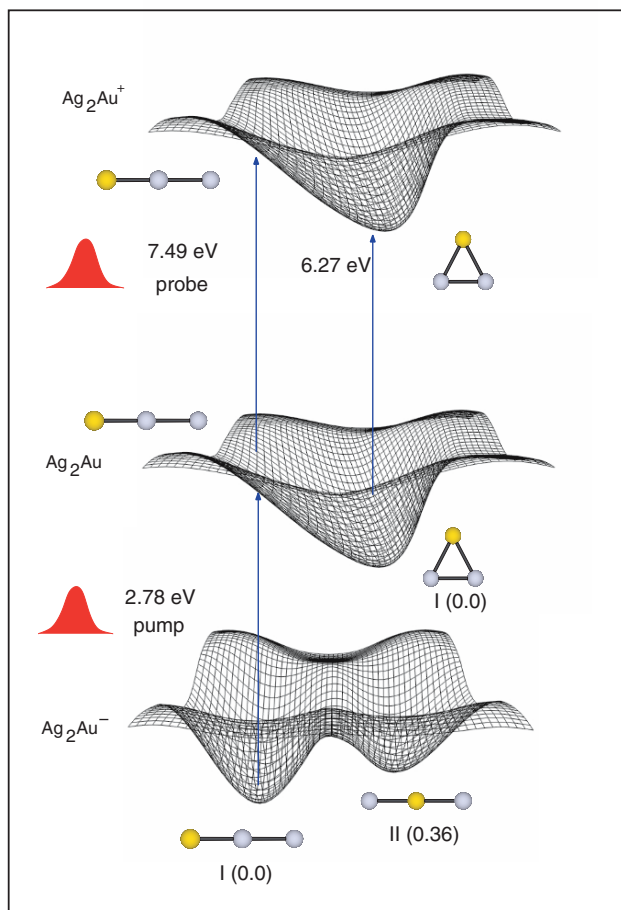 Ag₂Au⁺
7.49 eV
probe
6.27 eV
Ag₂Au
I (0.0)
2.78 eV
pump
Ag₂Au⁻
II (0.36)
I (0.0)